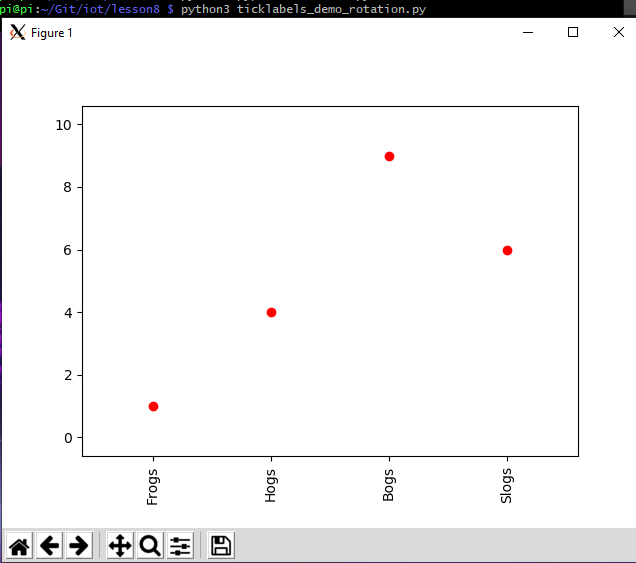 pi@pi:~/Git/iot/lesson8 $ python3 ticklabels_demo_rotation.py
Figure 1
10
8
6
4
2
0
Frogs
Hogs
Bogs
Slogs